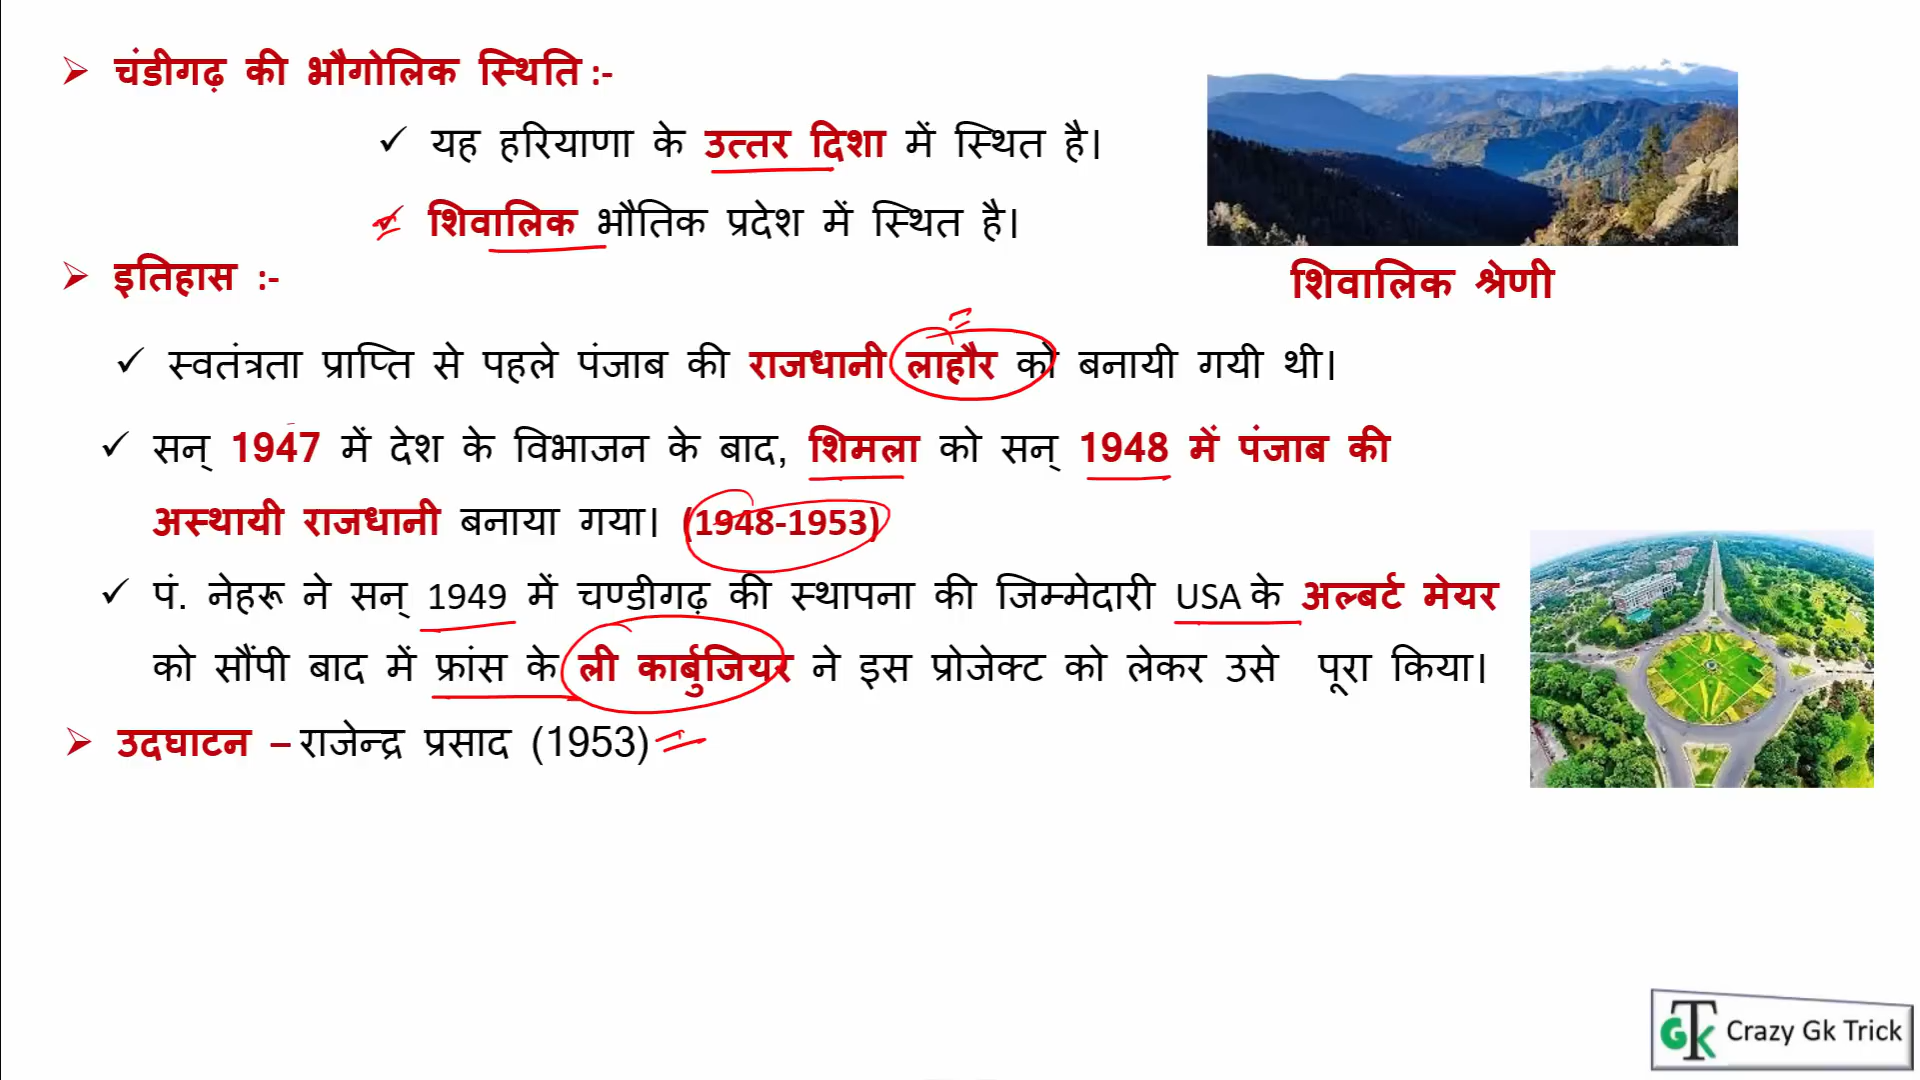 चंडीगढ़ की भौगोलिक स्थिति :-
यह हरियाणा के उत्तर दिशा में स्थित है।
शिवालिक भौतिक प्रदेश में स्थित है।
शिवालिक श्रेणी
इतिहास :-
स्वतंत्रता प्राप्ति से पहले पंजाब की राजधानी लाहौर को बनायी गयी थी।
सन् 1947 में देश के विभाजन के बाद, शिमला को सन् 1948 में पंजाब की
अस्थायी राजधानी बनाया गया। (1948-1953)
पं. नेहरू ने सन् 1949 में चण्डीगढ़ की स्थापना की जिम्मेदारी USA के अल्बर्ट मेयर
को सौंपी बाद में फ्रांस के ली कार्बुजियर ने इस प्रोजेक्ट को लेकर उसे पूरा किया।
उदघाटन – राजेन्द्र प्रसाद (1953)
GTK Crazy Gk Trick